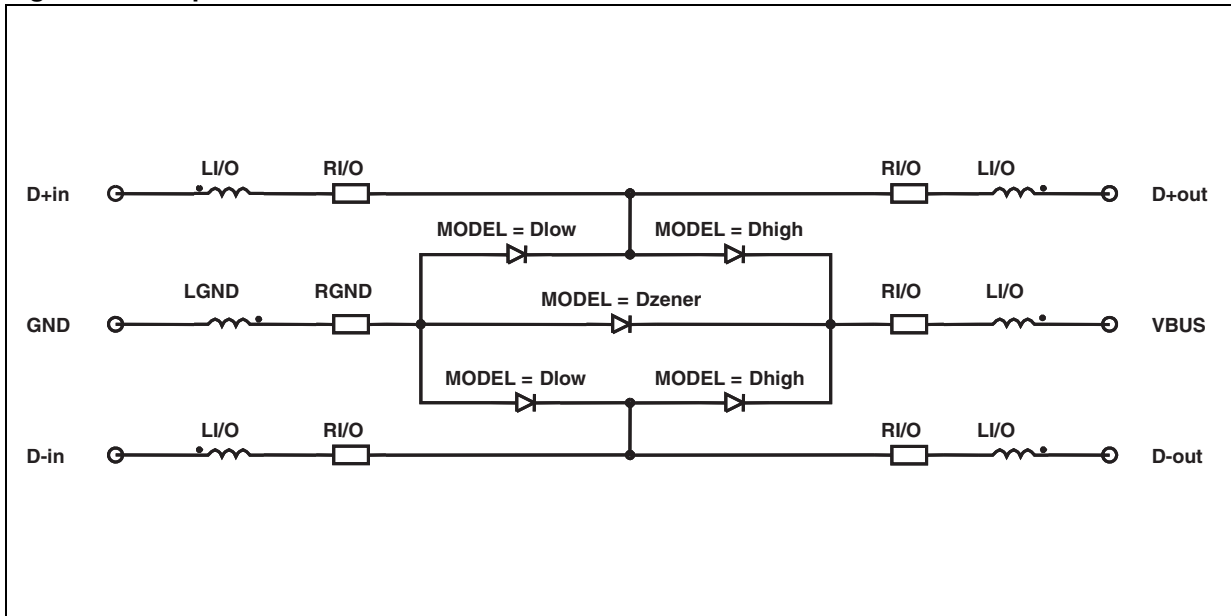 LI/O RI/O RI/O LI/O
D+in D+out
MODEL = Dlow MODEL = Dhigh
LGND RGND MODEL = Dzener RI/O LI/O
GND VBUS
MODEL = Dlow MODEL = Dhigh
LI/O RI/O RI/O LI/O
D-in D-out